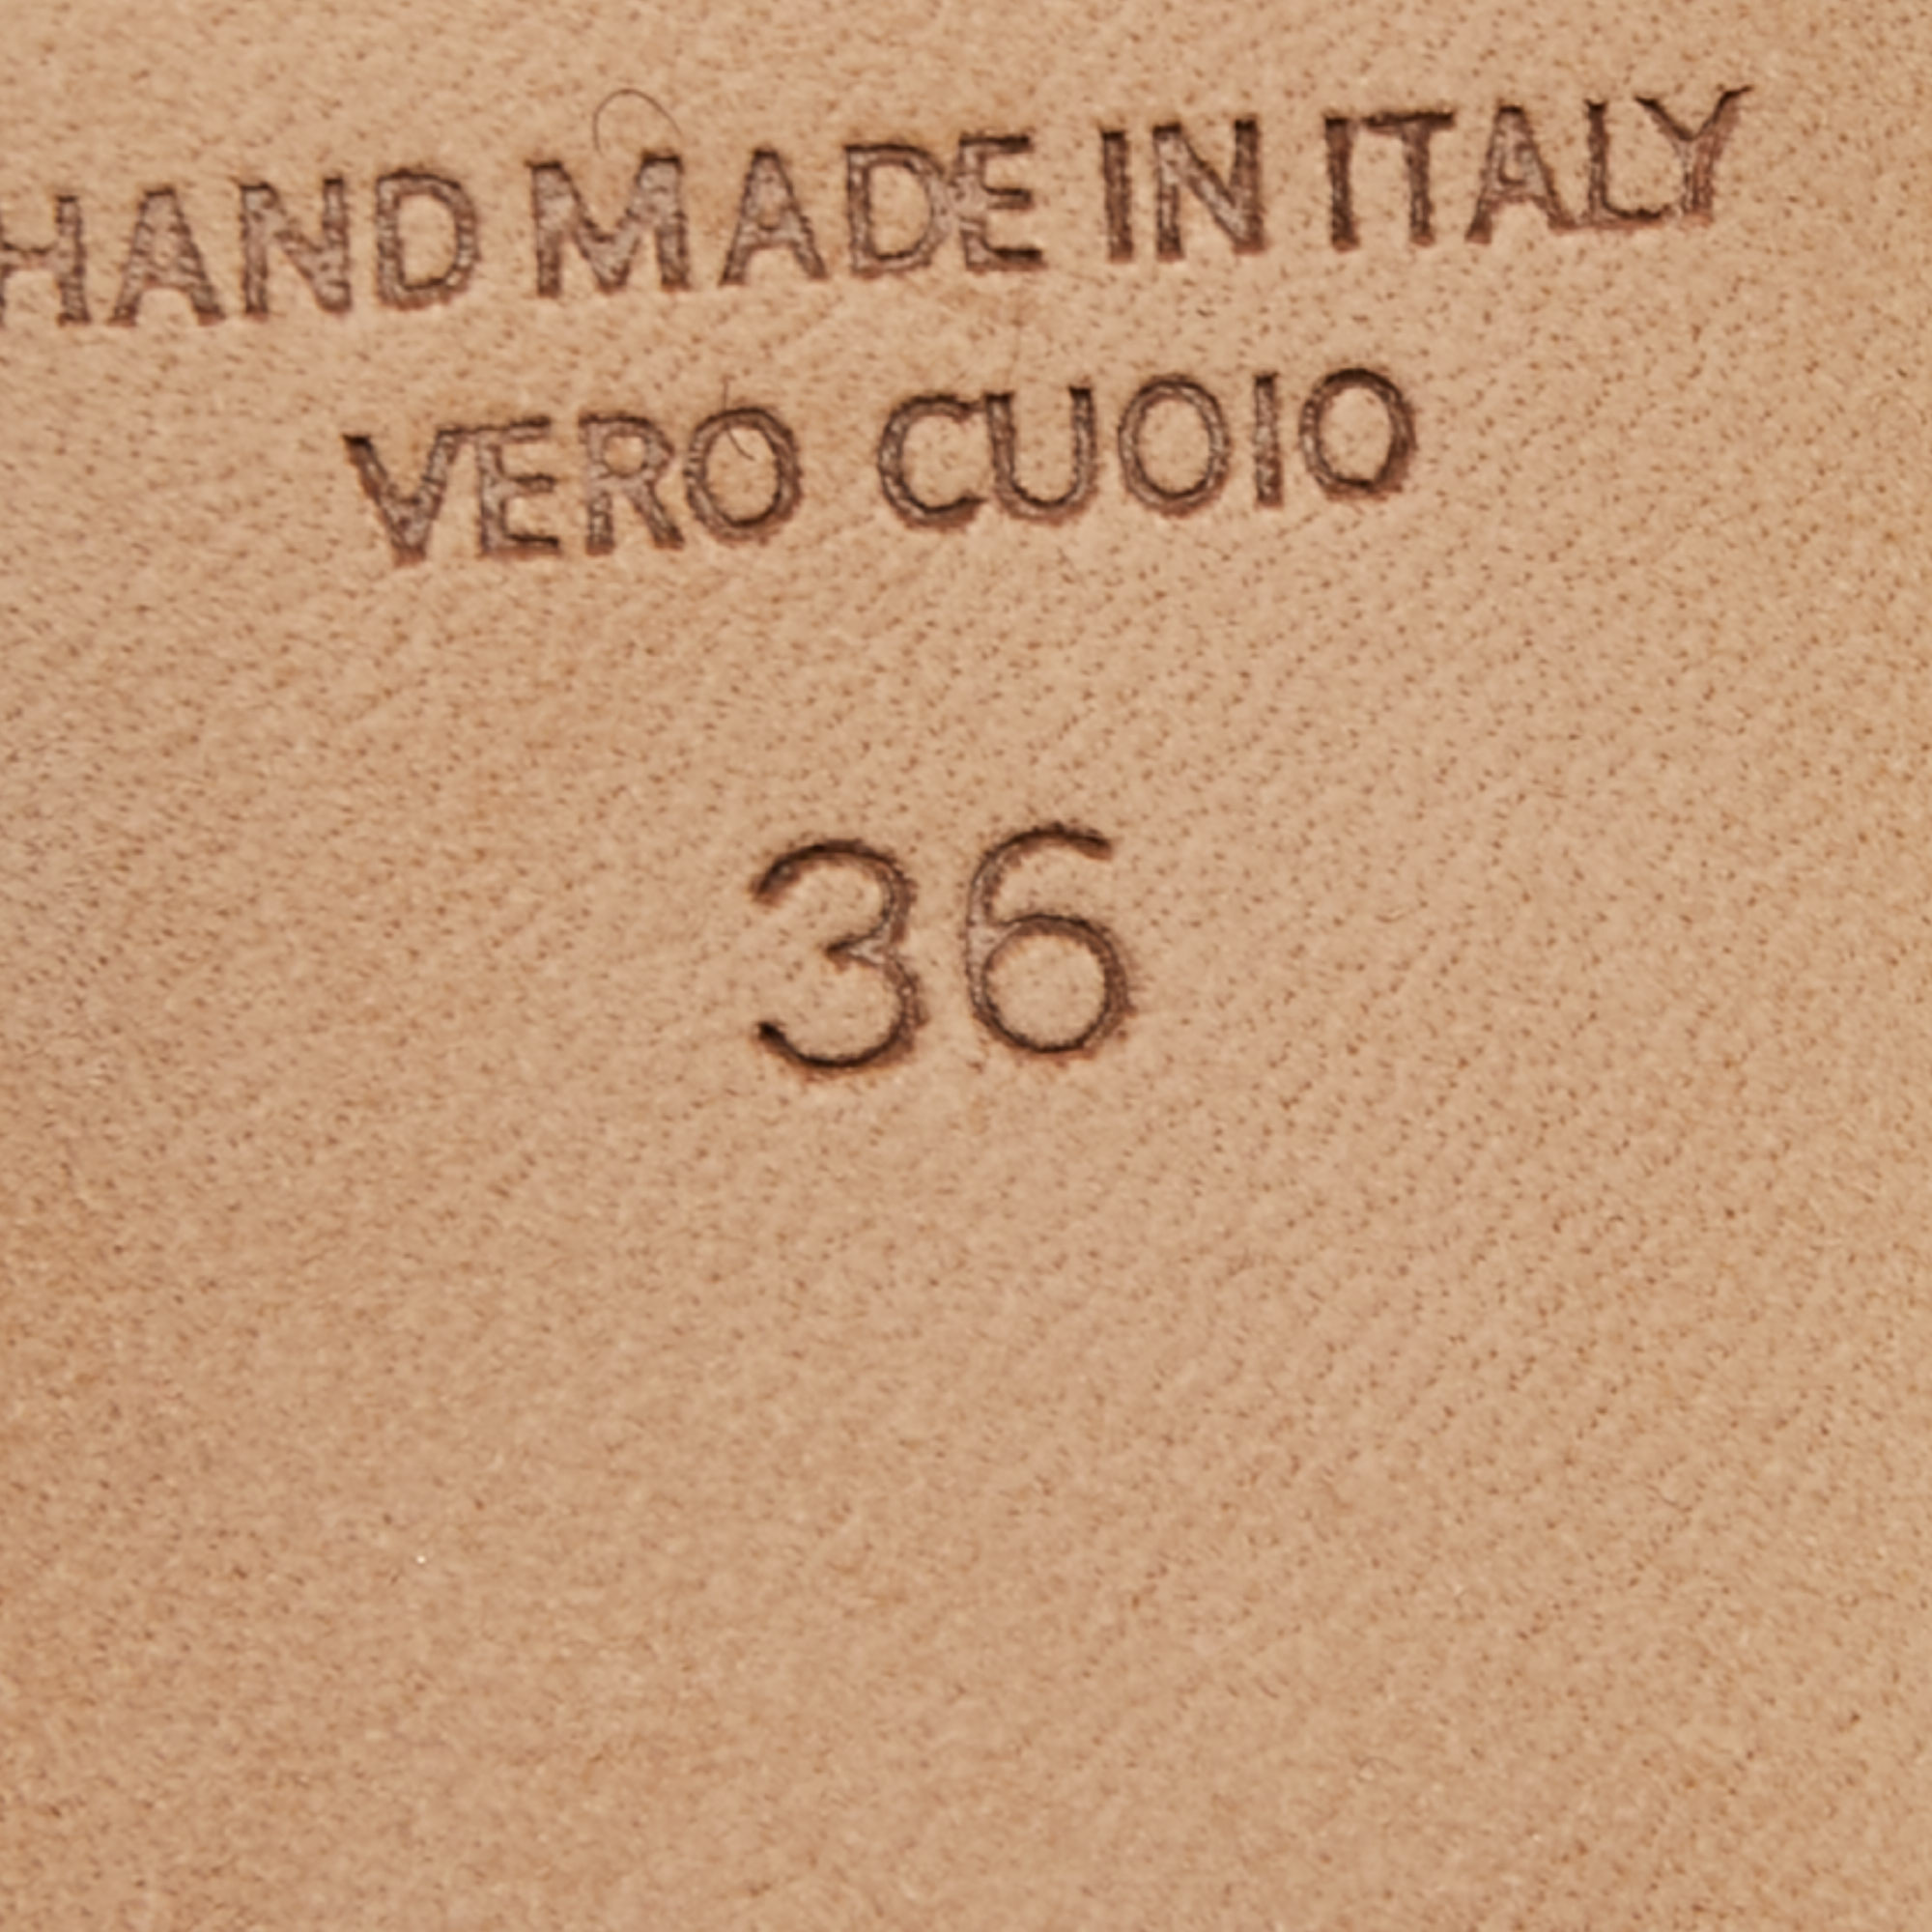 HAND MADE IN ITALY
VERO CUOIO
36